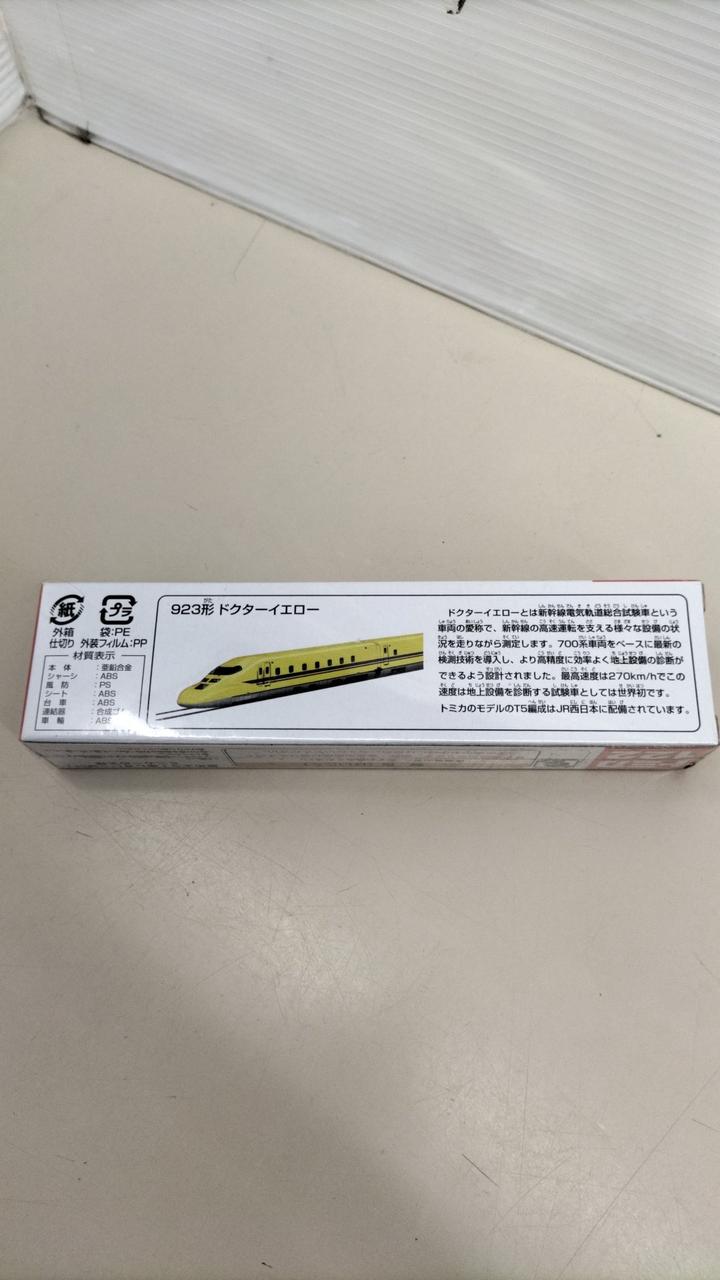 紙 プラ
外箱 袋:PE
仕切り 外装フィルム:PP
材質表示
本体 :亜鉛合金
シャーシ :ABS
風防 :PS
シート :ABS
台車 :ABS
連結器 :合成ゴム
車輪 :ABS
923形 ドクターイエロー
ドクターイエローとは新幹線電気軌道総合試験車という
車両の愛称で、新幹線の高速運転を支える様々な設備の状
況を走りながら測定します。700系車両をベースに最新の
検測技術を導入し、より高精度に効率よく地上設備の診断が
できるよう設計されました。最高速度は270km/hでこの
速度は地上設備を診断する試験車としては世界初です。
トミカのモデルのT5編成はJR西日本に配備されています。